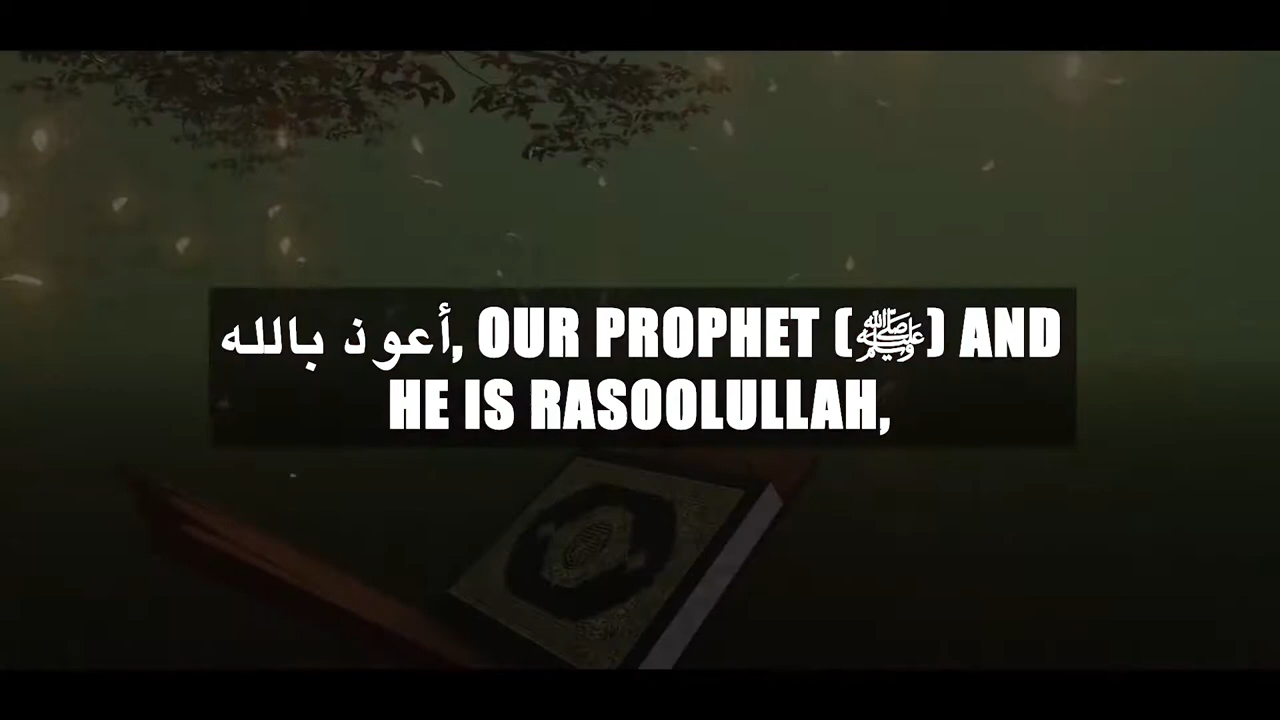 أعوذ بالله, OUR PROPHET (ﷺ) AND
HE IS RASOOLULLAH,